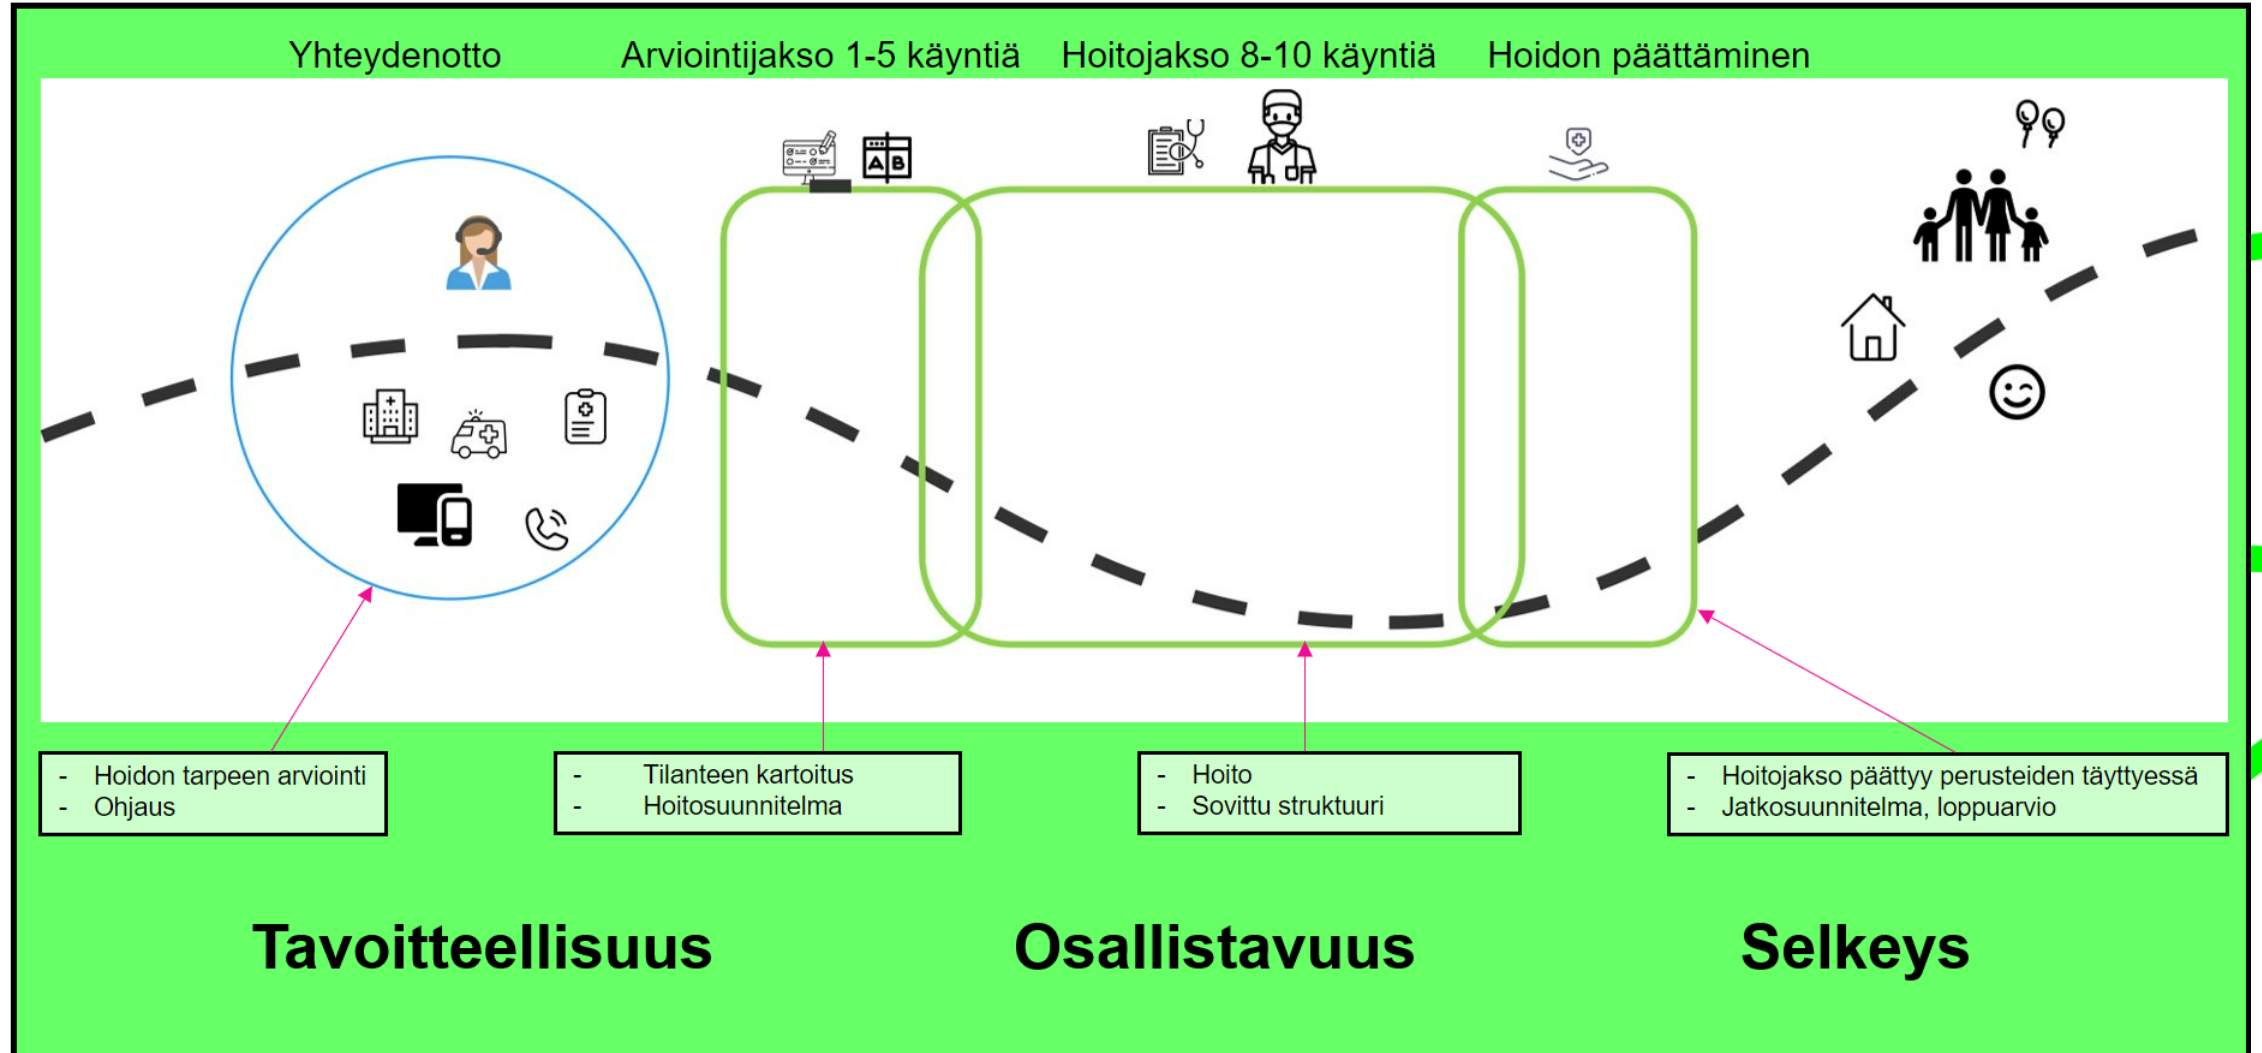 Yhteydenotto
Arviointijakso 1-5 käyntiä
Hoitojakso 8-10 käyntiä
Hoidon päättäminen
A B
- Hoidon tarpeen arviointi
- Ohjaus
- Tilanteen kartoitus
- Hoitosuunnitelma
- Hoito
- Sovittu struktuuri
- Hoitojakso päättyy perusteiden täyttyessä
- Jatkosuunnitelma, loppuarvio
Tavoitteellisuus
Osallistavuus
Selkeys